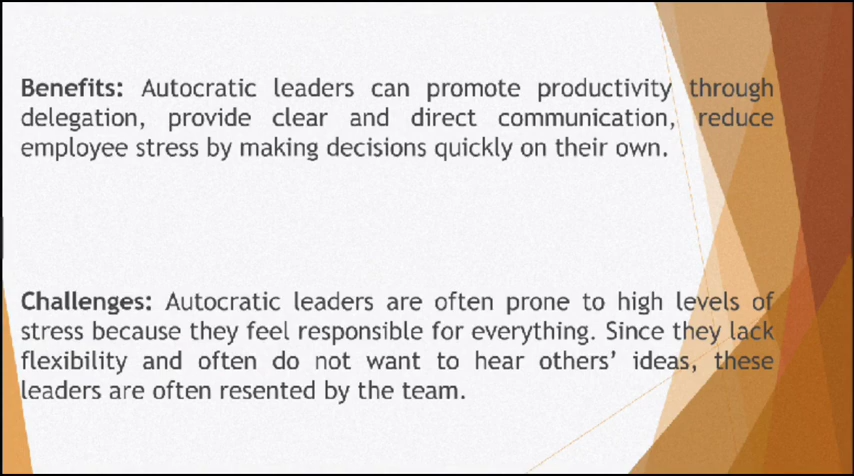 Benefits: Autocratic leaders can promote productivity through
delegation, provide clear and direct communication, reduce
employee stress by making decisions quickly on their own.
Challenges: Autocratic leaders are often prone to high levels of
stress because they feel responsible for everything. Since they lack
flexibility and often do not want to hear others’ ideas, these
leaders are often resented by the team.